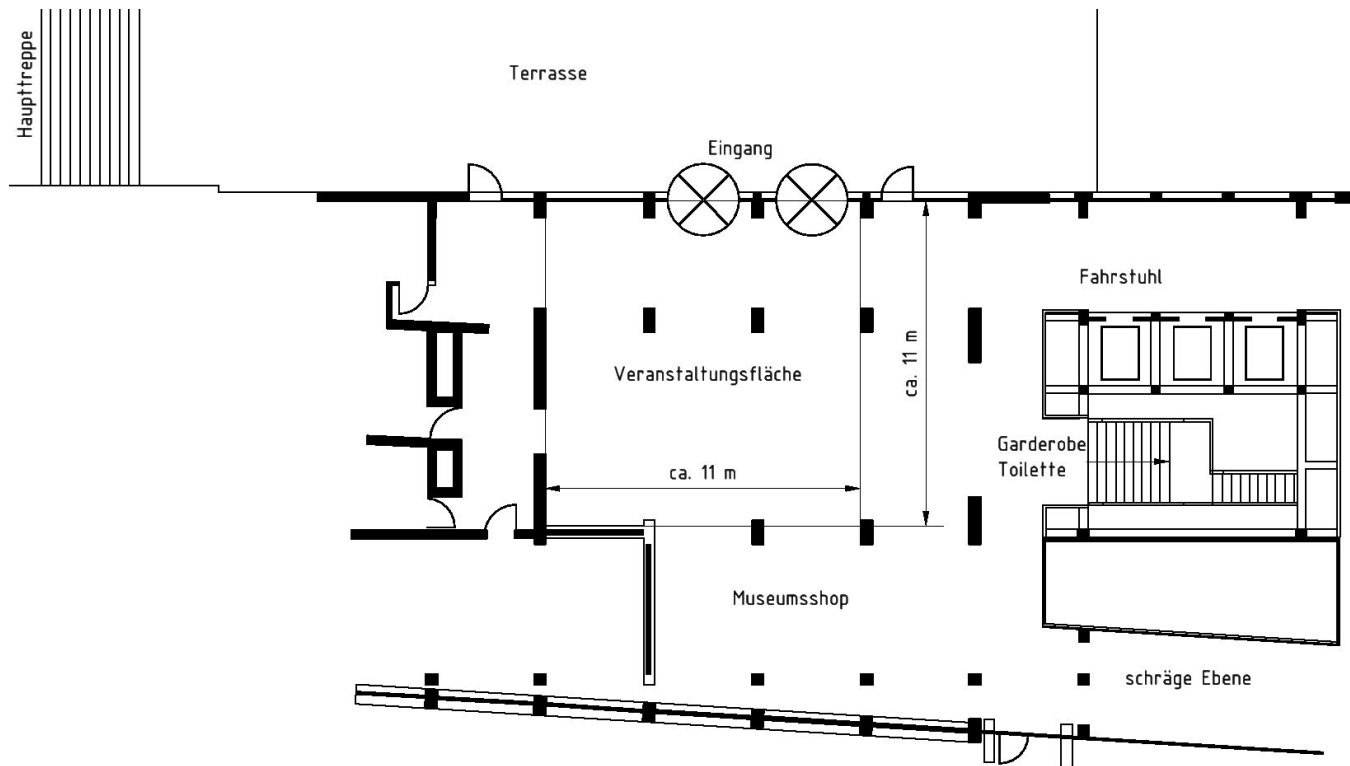 Haupttreppe
Terrasse
Eingang
Fahrstuhl
Veranstaltungsfläche
ca. 11 m
Garderobe
Toilette
ca. 11 m
Museumsshop
schräge Ebene